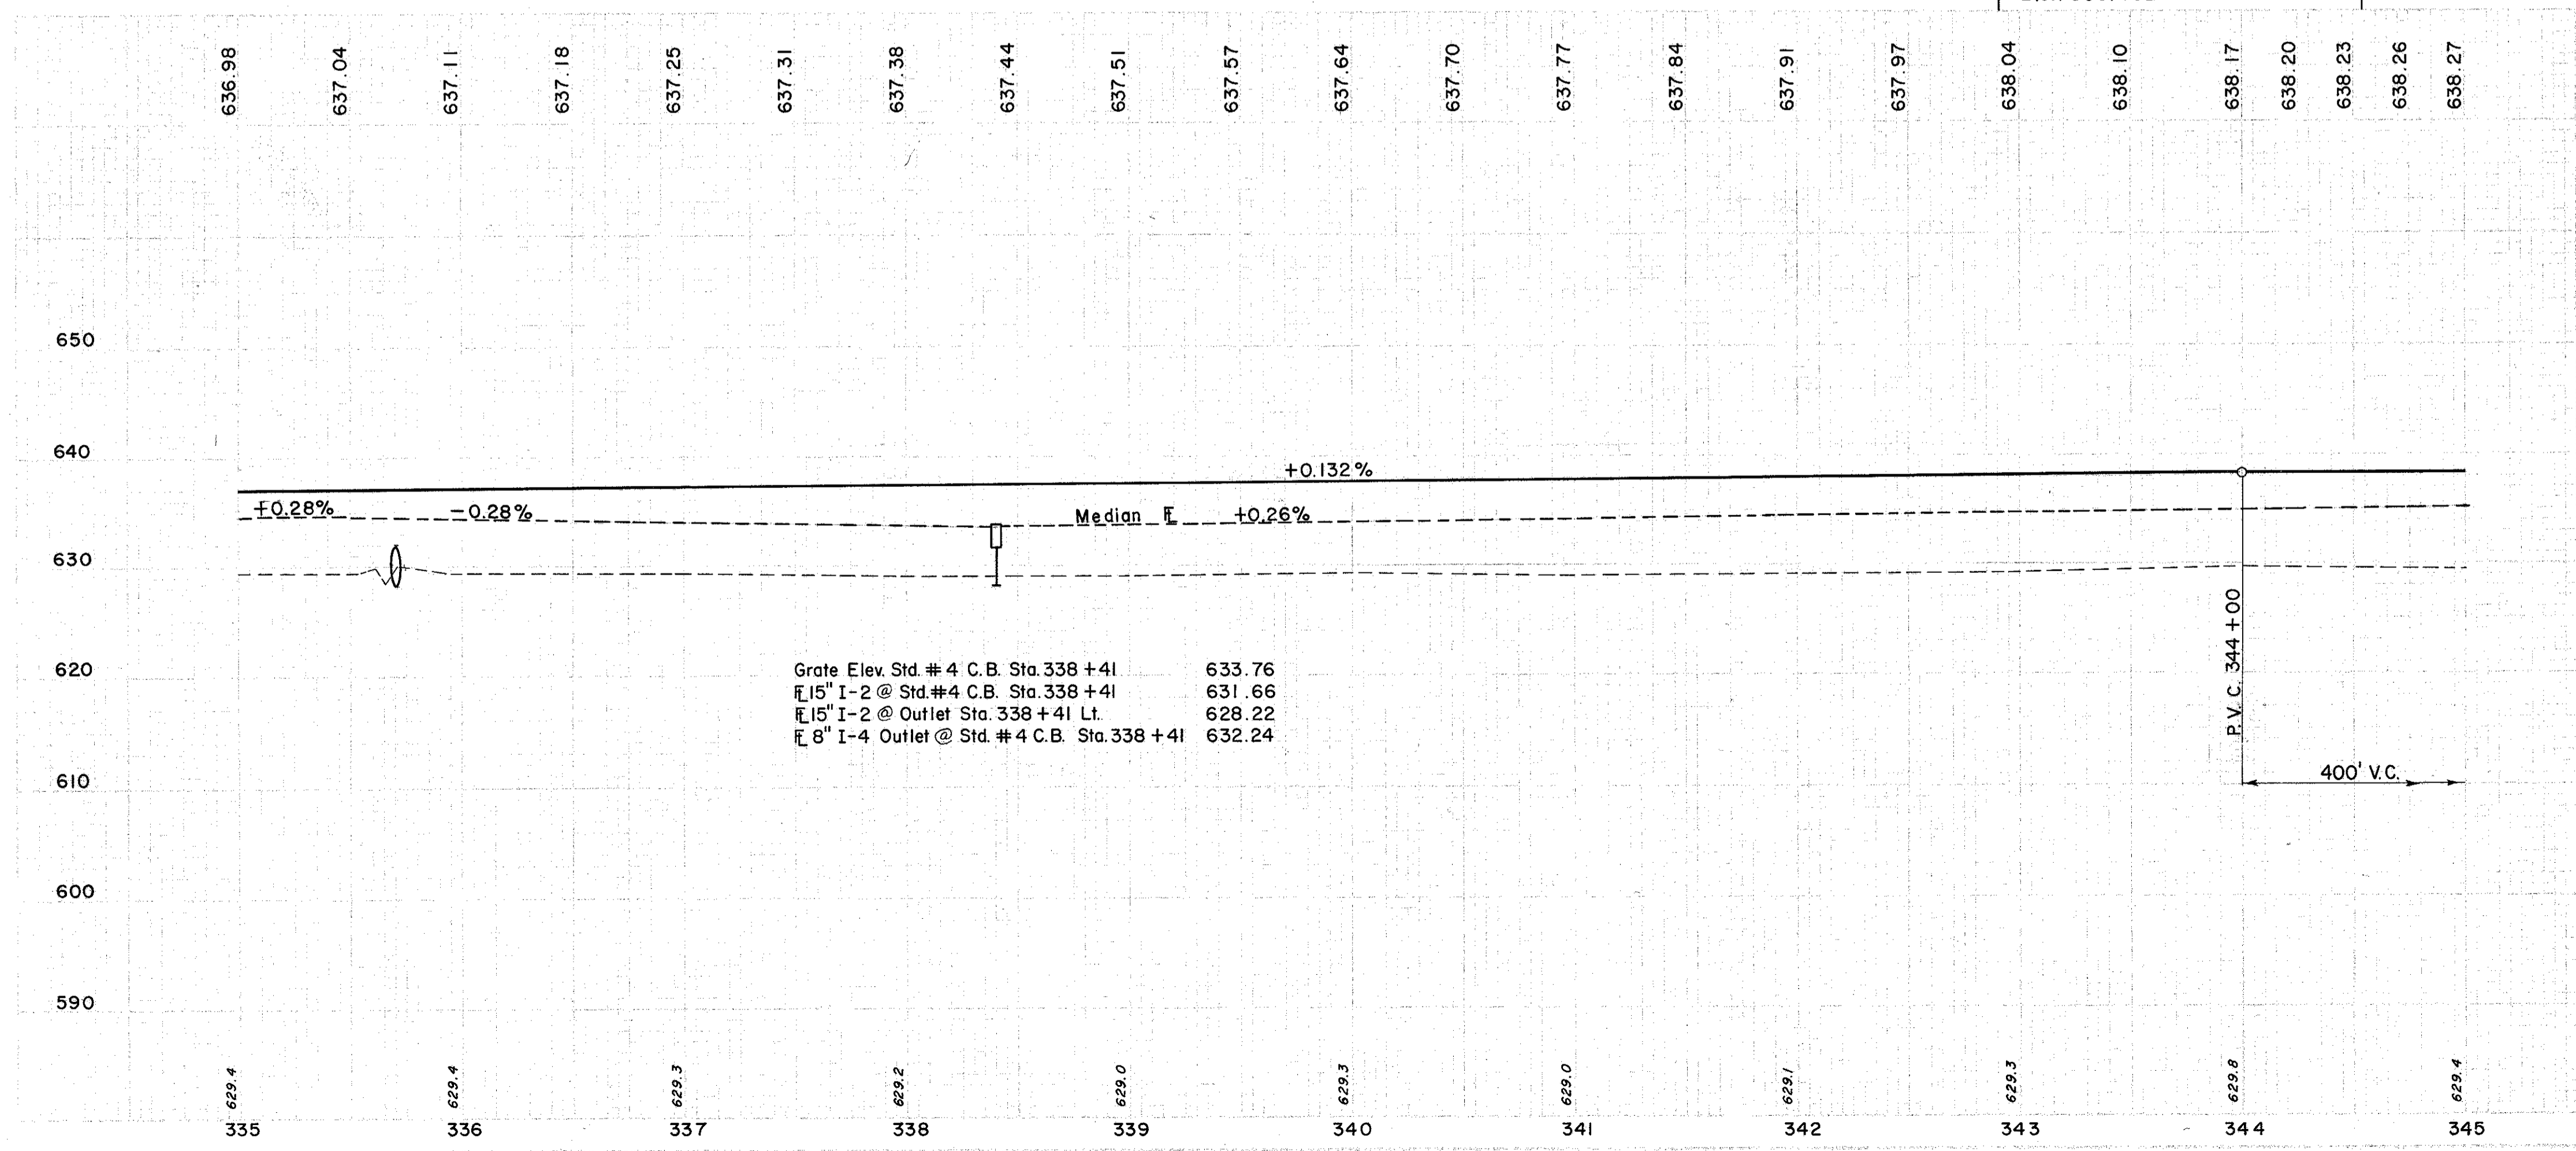 636.98 637.04 637.11 637.18 637.25 637.31 637.38 637.44 637.51 637.57 637.64 637.70 637.77 637.84 637.91 637.97 638.04 638.10 638.17 638.20 638.23 638.26 638.27
650
640
+0.132%
+0.28% -0.28% Median FL +0.26%
630
P.V.C. 344+00
620
Grate Elev. Std. #4 C.B. Sta. 338+41 633.76
FL 15" I-2 @ Std. #4 C.B. Sta. 338+41 631.66
FL 15" I-2 @ Outlet Sta. 338+41 Lt. 628.22
FL 8" I-4 Outlet @ Std. #4 C.B. Sta. 338+41 632.24
610
400' V.C.
600
590
629.4 629.4 629.3 629.2 629.0 629.3 629.0 629.1 629.3 629.8 629.4
335 336 337 338 339 340 341 342 343 344 345